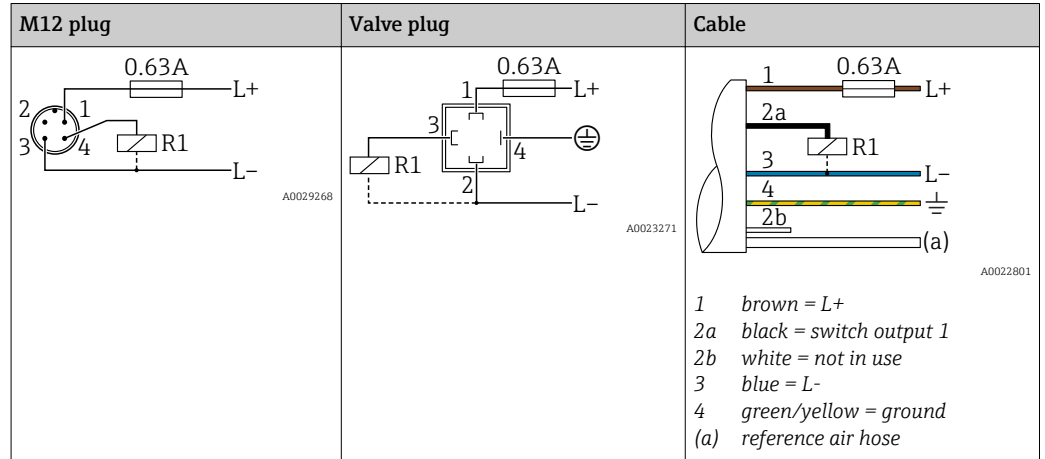 M12 plug
Valve plug
Cable
0.63A
L+
2
1
3
4
R1
L–
A0029268
0.63A
1
L+
3
4
R1
2
L–
A0023271
1
0.63A
L+
2a
R1
3
L–
4
2b
(a)
A0022801
1 brown = L+
2a black = switch output 1
2b white = not in use
3 blue = L-
4 green/yellow = ground
(a) reference air hose